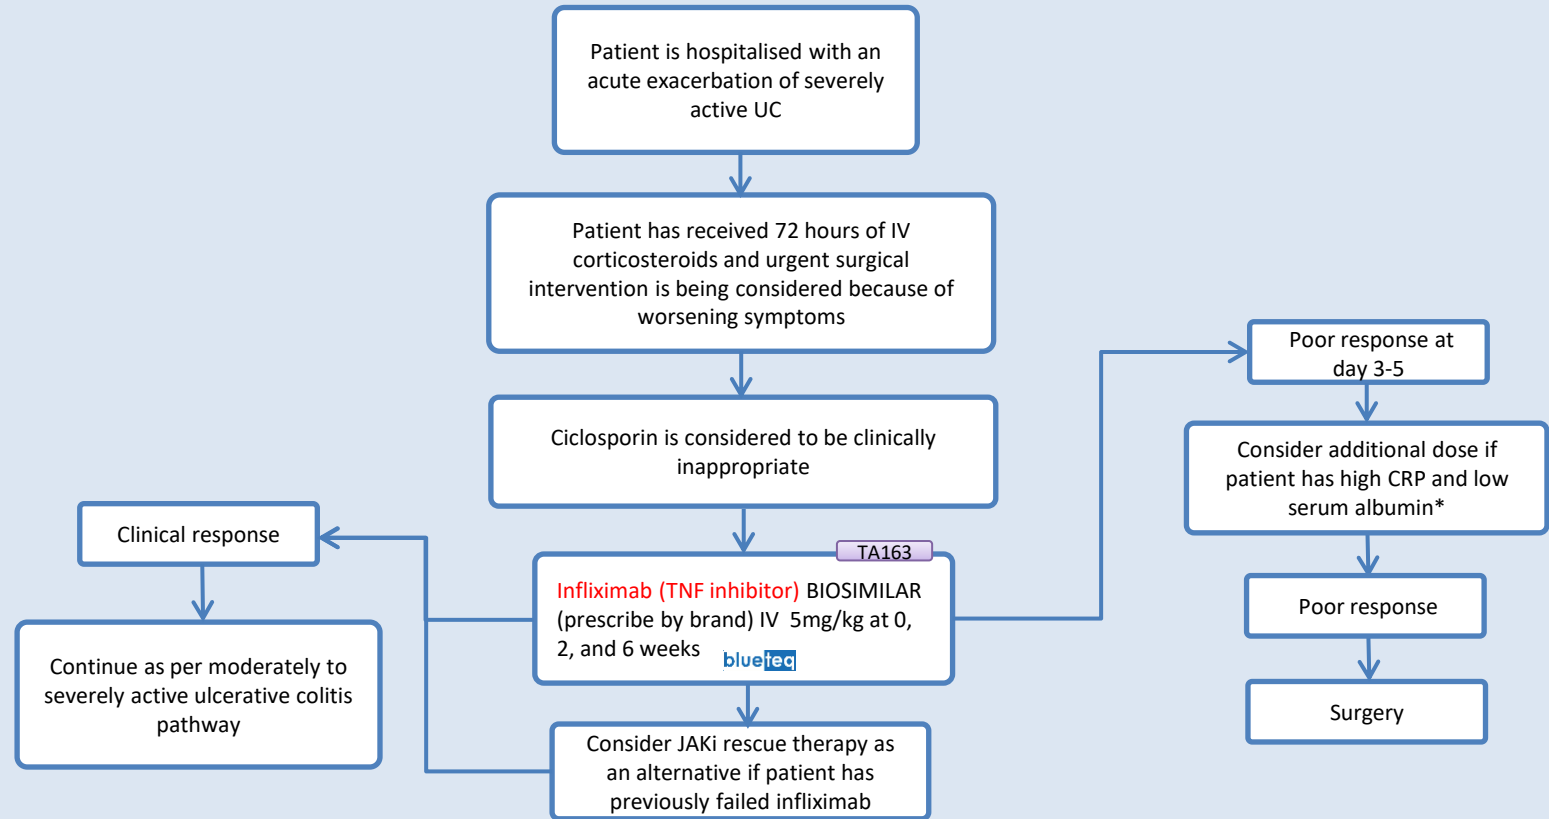 Patient is hospitalised with an
acute exacerbation of severely
active UC
Patient has received 72 hours of IV
corticosteroids and urgent surgical
intervention is being considered because of
worsening symptoms
Ciclosporin is considered to be clinically
inappropriate
TA163
Infliximab (TNF inhibitor) BIOSIMILAR
(prescribe by brand) IV  5mg/kg at 0,
2, and 6 weeks
blueteq
Consider JAKi rescue therapy as
an alternative if patient has
previously failed infliximab
Clinical response
Continue as per moderately to
severely active ulcerative colitis
pathway
Poor response at
day 3-5
Consider additional dose if
patient has high CRP and low
serum albumin*
Poor response
Surgery